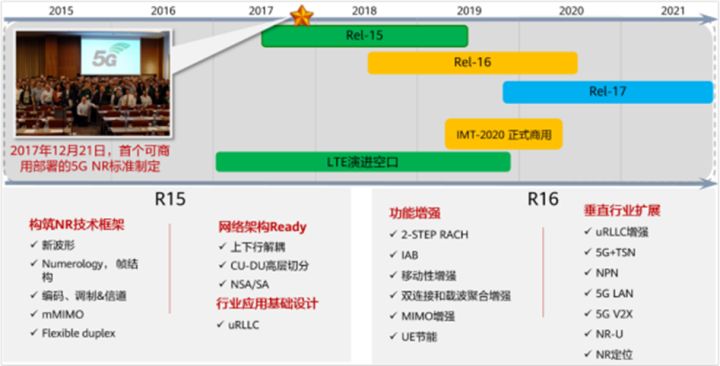 2015
2016
2017
2018
2019
2020
2021
5G
Rel-15
Rel-16
Rel-17
IMT-2020 正式商用
LTE演进空口
2017年12月21日，首个可商
用部署的5G NR标准制定
R15
构筑NR技术框架
新波形
Numerology， 帧结
构
编码、调制&信道
mMIMO
Flexible duplex
网络架构Ready
上下行解耦
CU-DU高层切分
NSA/SA
行业应用基础设计
uRLLC
R16
功能增强
2-STEP RACH
IAB
移动性增强
双连接和载波聚合增强
MIMO增强
UE节能
垂直行业扩展
uRLLC增强
5G+TSN
NPN
5G LAN
5G V2X
NR-U
NR定位